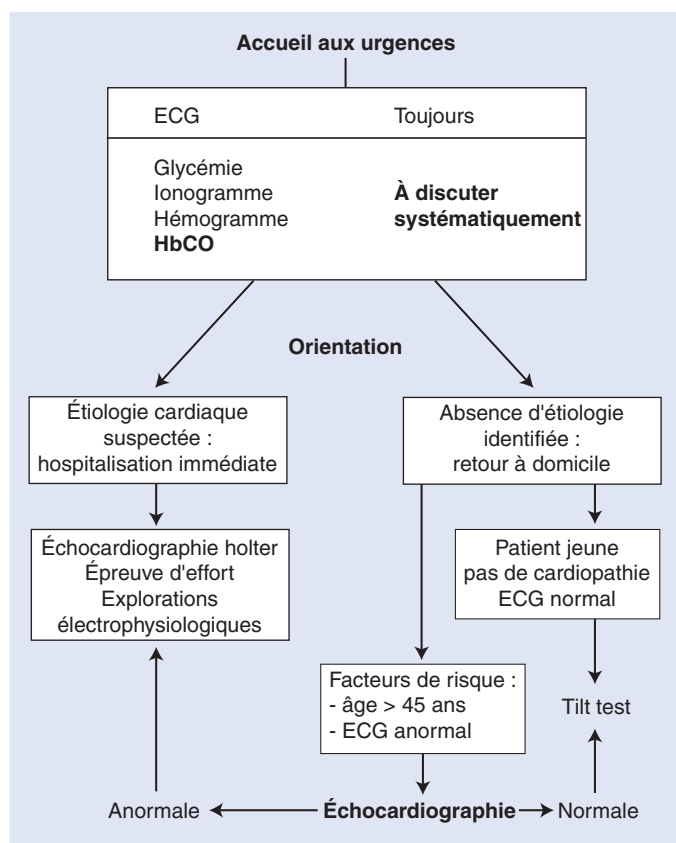 Accueil aux urgences
ECG Toujours
Glycémie
Ionogramme
Hémogramme
HbCO
À discuter
systématiquement
Orientation
Étiologie cardiaque
suspectée :
hospitalisation immédiate
Absence d'étiologie
identifiée :
retour à domicile
Échocardiographie holter
Épreuve d'effort
Explorations
électrophysiologiques
Patient jeune
pas de cardiopathie
ECG normal
Facteurs de risque :
- âge > 45 ans
- ECG anormal
Tilt test
Anormale Échocardiographie Normale